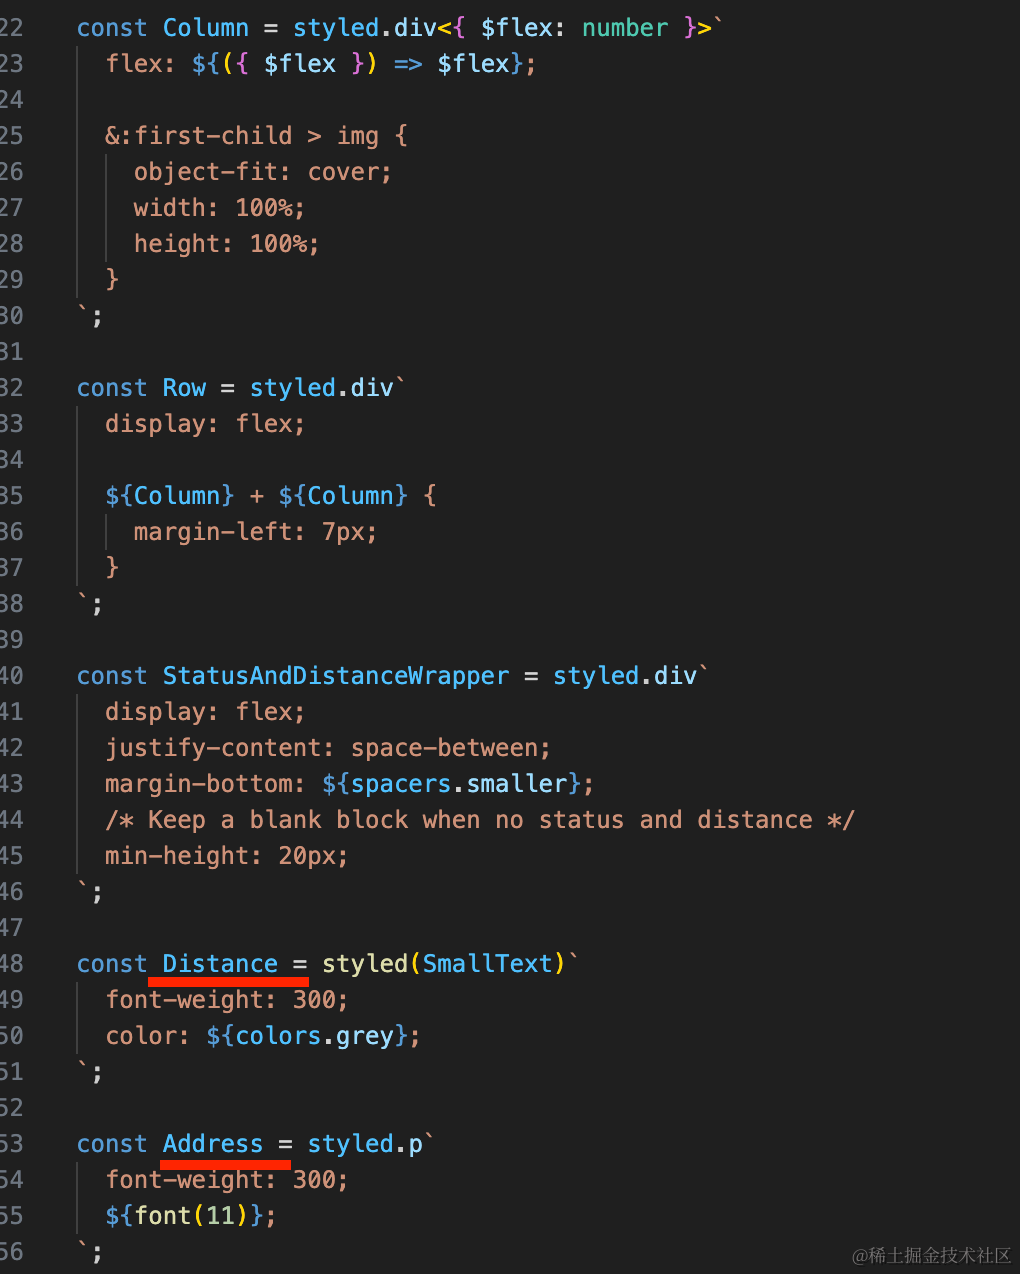 22 const Column = styled.div<{ $flex: number }>`
23 flex: ${({ $flex }) => $flex};
24
25 &:first-child > img {
26 object-fit: cover;
27 width: 100%;
28 height: 100%;
29 }
30 `;
31
32 const Row = styled.div`
33 display: flex;
34
35 ${Column} + ${Column} {
36 margin-left: 7px;
37 }
38 `;
39
40 const StatusAndDistanceWrapper = styled.div`
41 display: flex;
42 justify-content: space-between;
43 margin-bottom: ${spacers.smaller};
44 /* Keep a blank block when no status and distance */
45 min-height: 20px;
46 `;
47
48 const Distance = styled(SmallText)`
49 font-weight: 300;
50 color: ${colors.grey};
51 `;
52
53 const Address = styled.p`
54 font-weight: 300;
55 ${font(11)};
56 `;
@稀土掘金技术社区